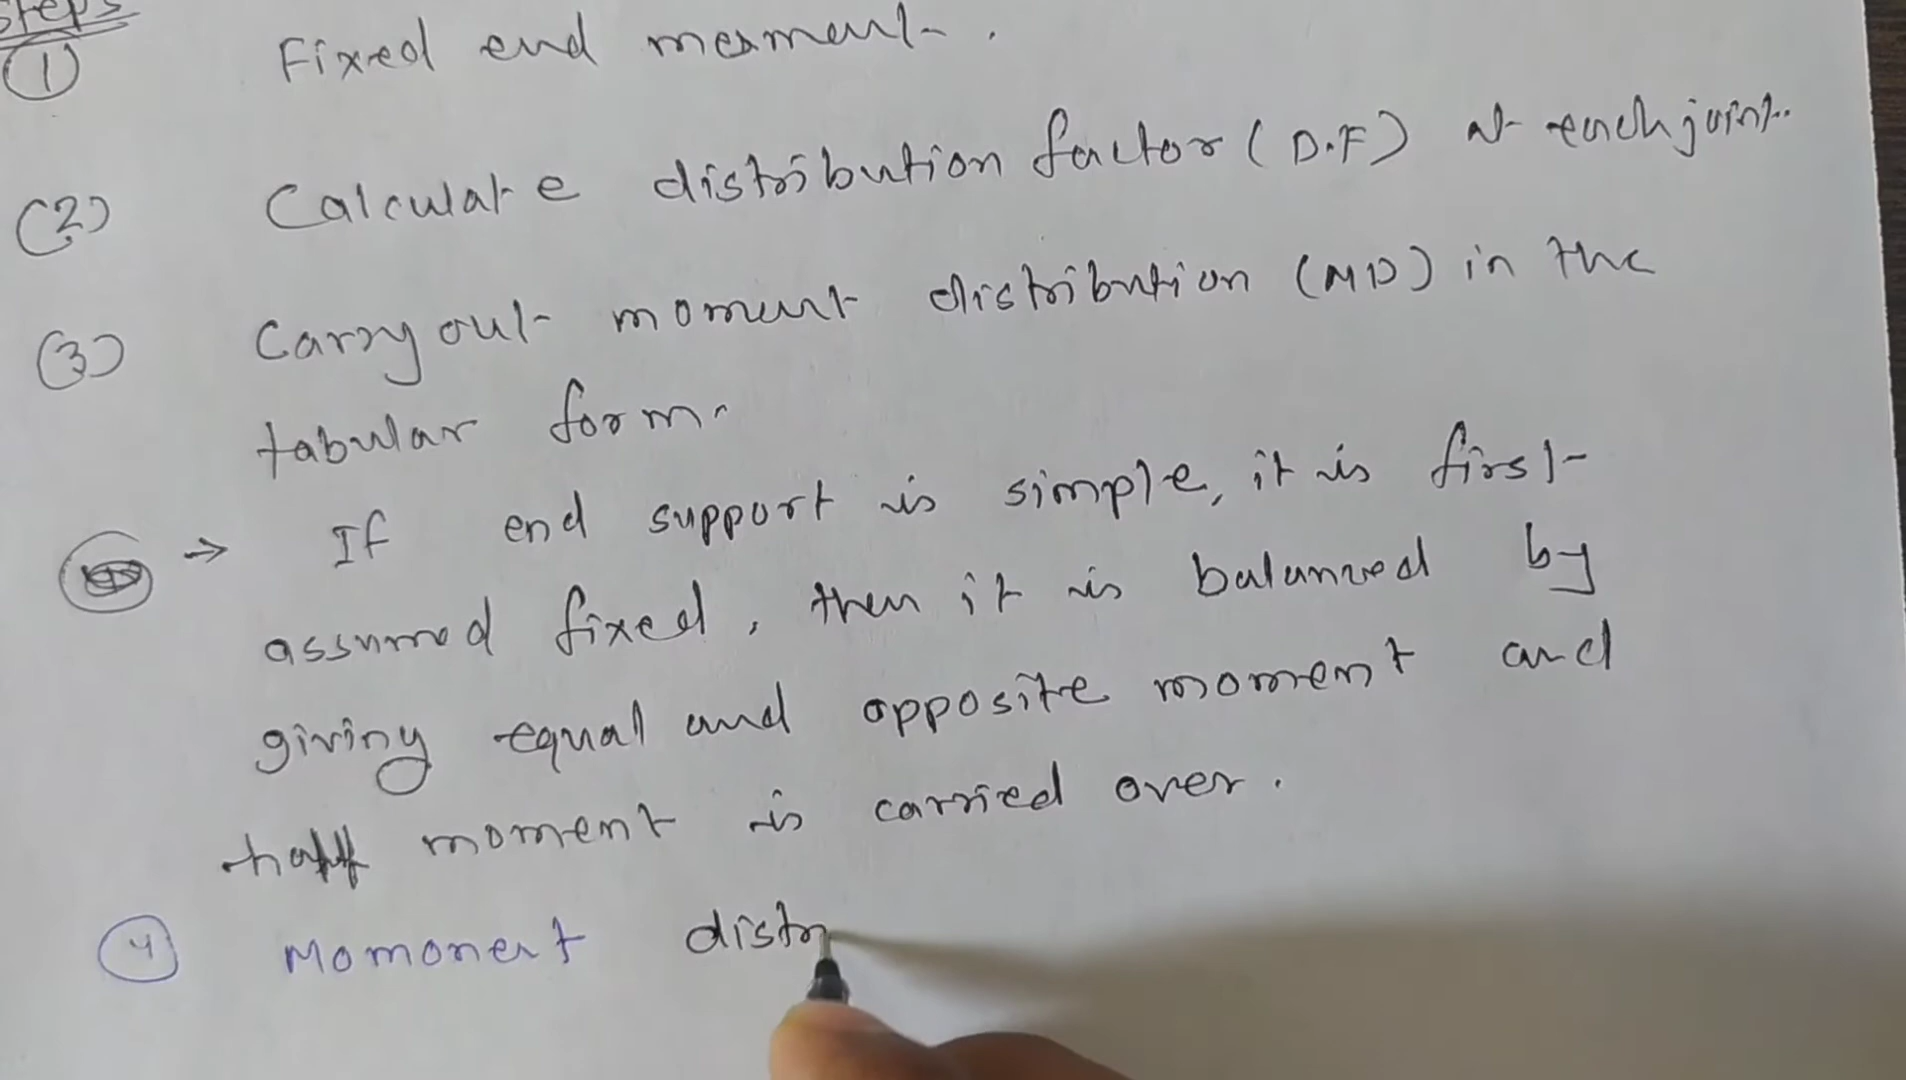 Steps
(1) Fixed end moment.
(2) Calculate distribution factor (D.F) at each joint.
(3) Carry out moment distribution (MD) in the
tabular form.
→ If end support is simple, it is first
assumed fixed, then it is balanced by
giving equal and opposite moment and
half moment is carried over.
(4) Momonent distr